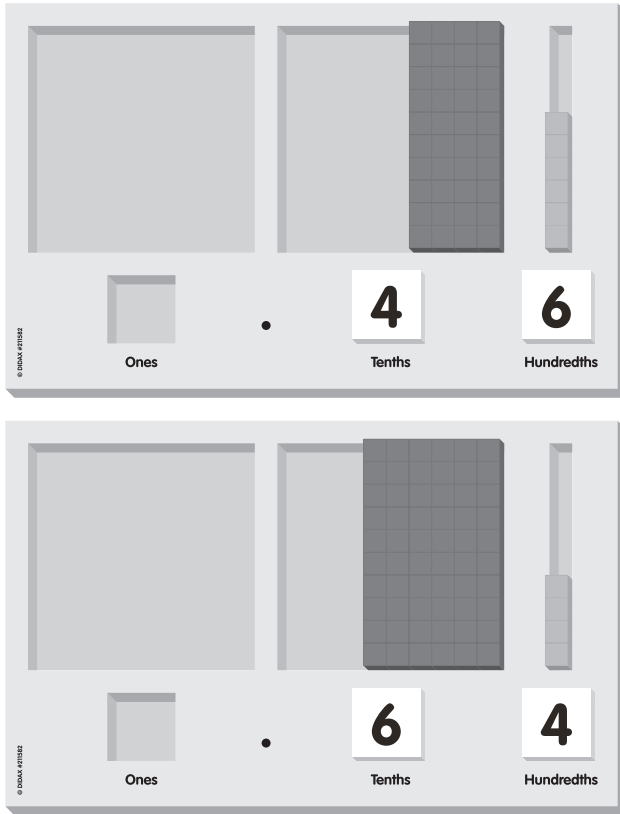 4 6
Ones . Tenths Hundredths
© DIDAX #211582
6 4
Ones . Tenths Hundredths
© DIDAX #211582